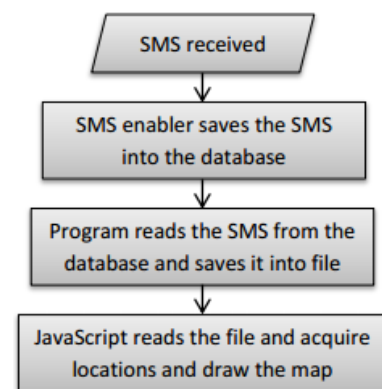 SMS received
SMS enabler saves the SMS
into the database
Program reads the SMS from the
database and saves it into file
JavaScript reads the file and acquire
locations and draw the map